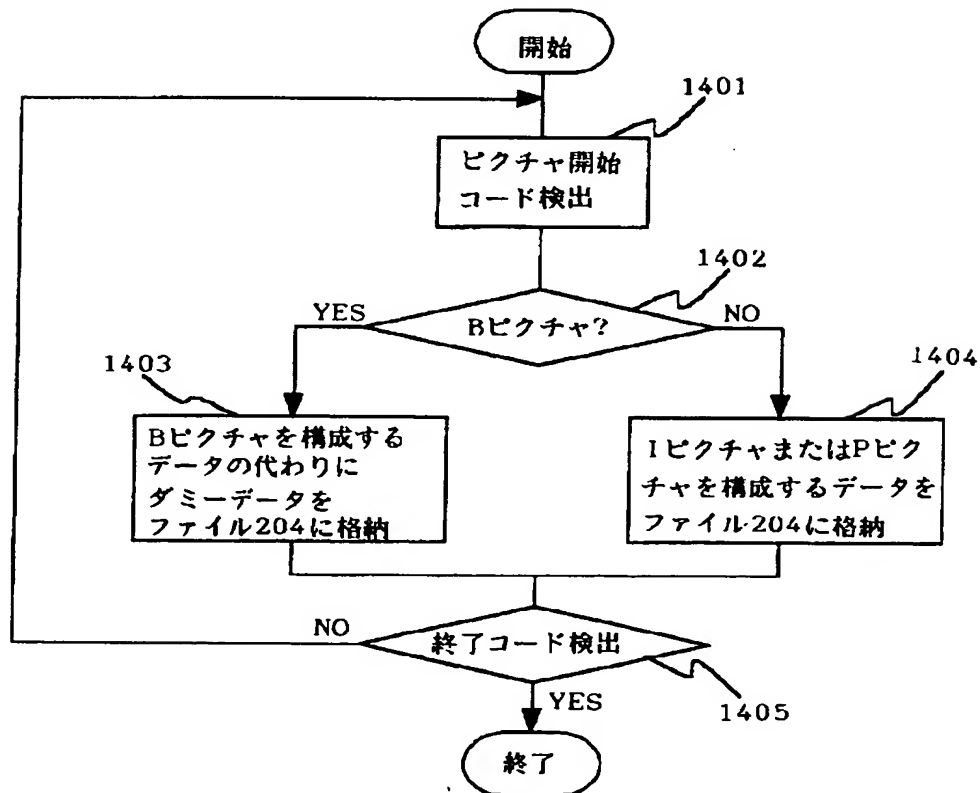 開始
1401
ピクチャ開始
コード検出
1402
YES
Bピクチャ?
NO
1403
1404
Bピクチャを構成する
データの代わりに
ダミーデータを
ファイル204に格納
IピクチャまたはPピク
チャを構成するデータを
ファイル204に格納
NO
終了コード検出
YES
1405
終了